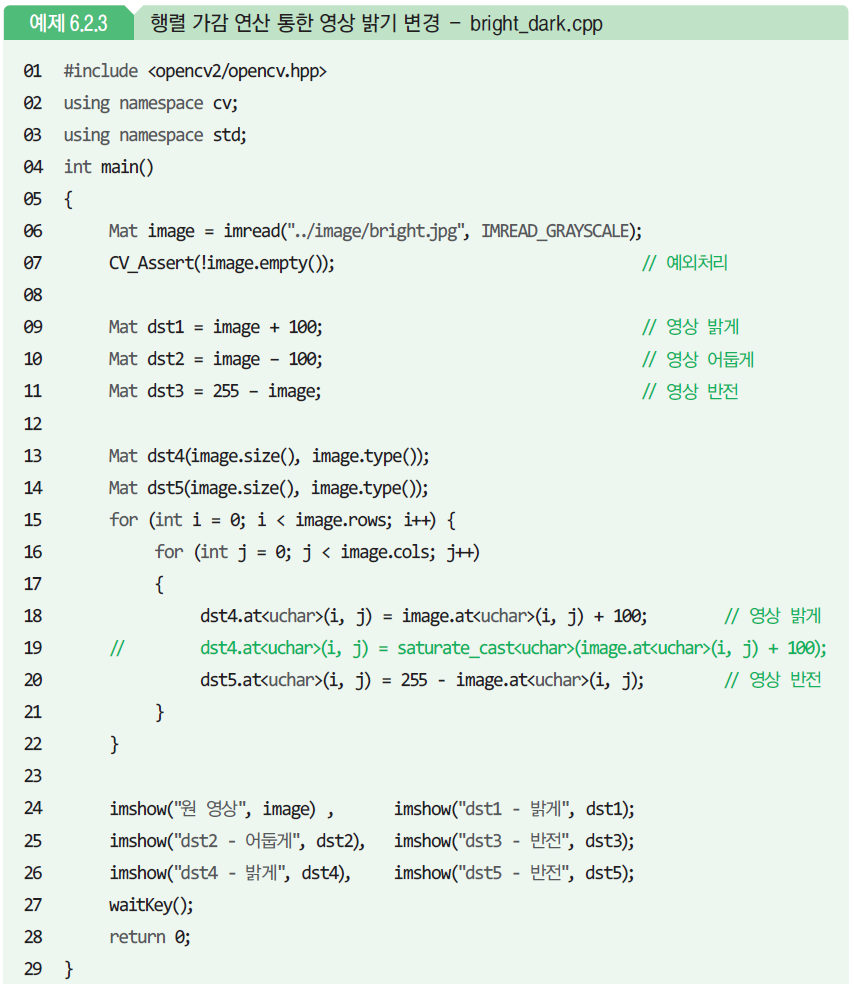 예제 6.2.3 행렬 가감 연산 통한 영상 밝기 변경 - bright_dark.cpp
01 #include <opencv2/opencv.hpp>
02 using namespace cv;
03 using namespace std;
04 int main()
05 {
06 Mat image = imread("../image/bright.jpg", IMREAD_GRAYSCALE);
07 CV_Assert(!image.empty()); // 예외처리
08
09 Mat dst1 = image + 100; // 영상 밝게
10 Mat dst2 = image – 100; // 영상 어둡게
11 Mat dst3 = 255 – image; // 영상 반전
12
13 Mat dst4(image.size(), image.type());
14 Mat dst5(image.size(), image.type());
15 for (int i = 0; i < image.rows; i++) {
16 for (int j = 0; j < image.cols; j++)
17 {
18 dst4.at<uchar>(i, j) = image.at<uchar>(i, j) + 100; // 영상 밝게
19 // dst4.at<uchar>(i, j) = saturate_cast<uchar>(image.at<uchar>(i, j) + 100);
20 dst5.at<uchar>(i, j) = 255 - image.at<uchar>(i, j); // 영상 반전
21 }
22 }
23
24 imshow("원 영상", image) , imshow("dst1 - 밝게", dst1);
25 imshow("dst2 - 어둡게", dst2), imshow("dst3 - 반전", dst3);
26 imshow("dst4 - 밝게", dst4), imshow("dst5 - 반전", dst5);
27 waitKey();
28 return 0;
29 }